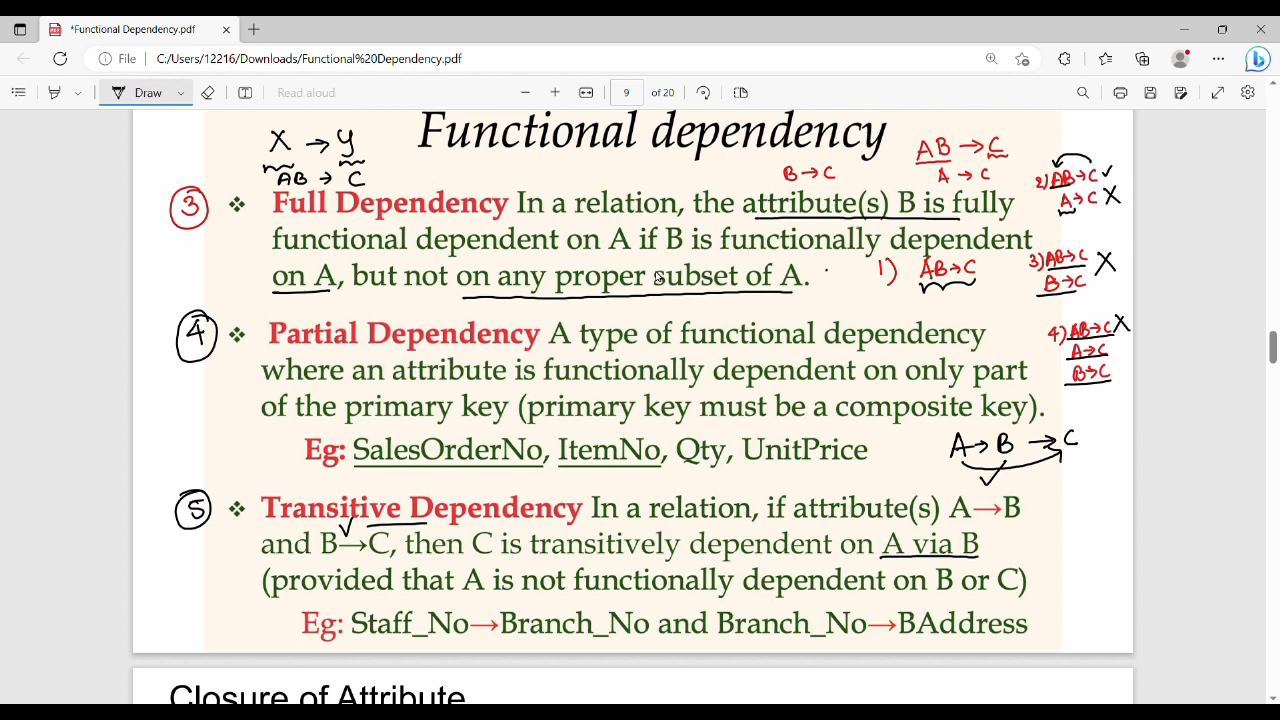 *Functional Dependency.pdf
File C:/Users/12216/Downloads/Functional%20Dependency.pdf
Draw Read aloud 9 of 20
Functional dependency
X → Y
AB → C
B → C
AB → C
A → C
2) AB → C ✓
A → C X
3 ❖ Full Dependency In a relation, the attribute(s) B is fully
functional dependent on A if B is functionally dependent
on A, but not on any proper subset of A.
1) AB → C
3) AB → C X
B → C
4) AB → C X
A → C
B → C
4 ❖ Partial Dependency A type of functional dependency
where an attribute is functionally dependent on only part
of the primary key (primary key must be a composite key).
Eg: SalesOrderNo, ItemNo, Qty, UnitPrice
A → B → C
✓
5 ❖ Transitive Dependency In a relation, if attribute(s) A→B
and B→C, then C is transitively dependent on A via B
(provided that A is not functionally dependent on B or C)
Eg: Staff_No→Branch_No and Branch_No→BAddress
Closure of Attribute